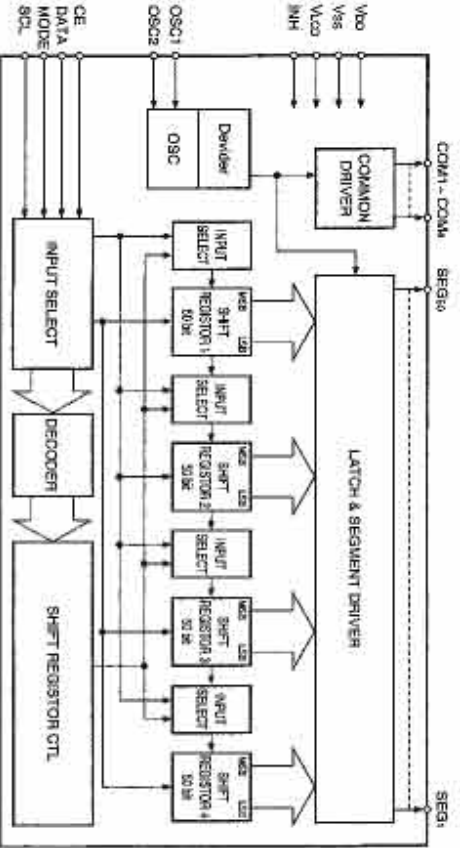 VDD
VSS
VLCD
INH
OSC1
OSC2
CE
DATA
MODE
SCL
COM1 – COM4
SEG50
SEG1
COMMON
DRIVER
LATCH & SEGMENT DRIVER
Devider
OSC
INPUT
SELECT
MSB
LSB
SHIFT
REGISTOR 1
50 bit
INPUT
SELECT
MSB
LSB
SHIFT
REGISTOR 2
50 bit
INPUT
SELECT
MSB
LSB
SHIFT
REGISTOR 3
50 bit
INPUT
SELECT
MSB
LSB
SHIFT
REGISTOR 4
50 bit
INPUT SELECT
DECODER
SHIFT REGISTOR CTL